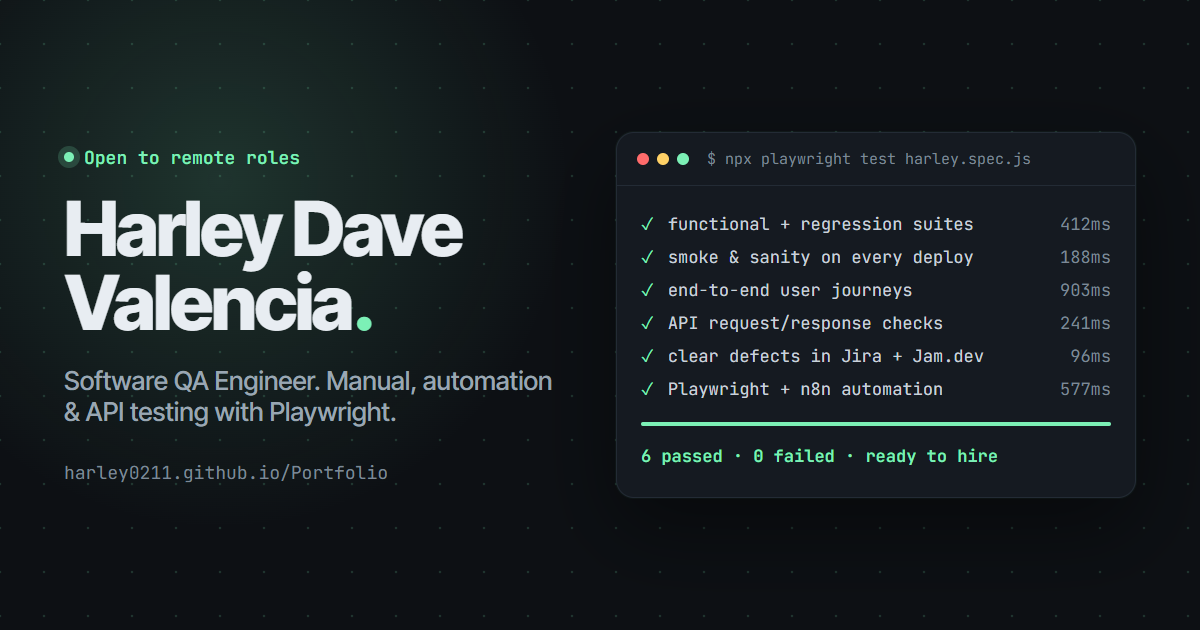 Open to remote roles
Harley Dave
Valencia.
Software QA Engineer. Manual, automation
& API testing with Playwright.
harley0211.github.io/Portfolio
$ npx playwright test harley.spec.js
✓ functional + regression suites 412ms
✓ smoke & sanity on every deploy 188ms
✓ end-to-end user journeys 903ms
✓ API request/response checks 241ms
✓ clear defects in Jira + Jam.dev 96ms
✓ Playwright + n8n automation 577ms
6 passed · 0 failed · ready to hire